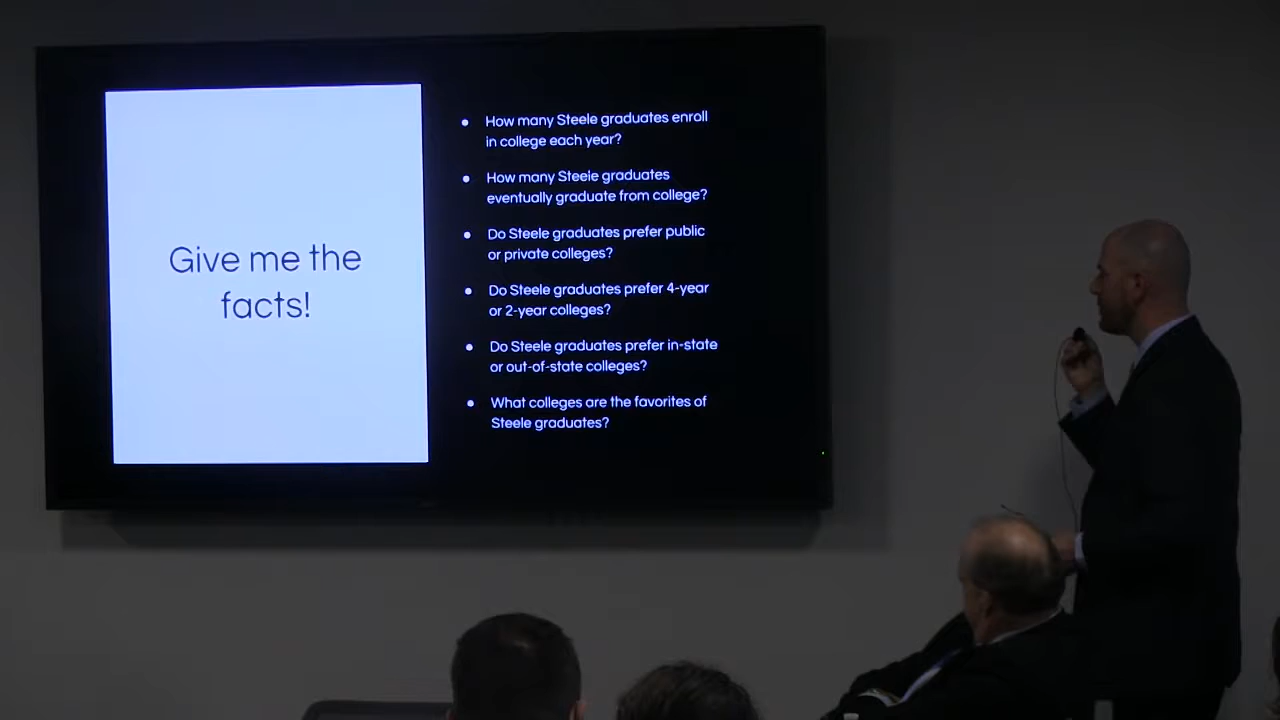 Give me the
facts!
● How many Steele graduates enroll
in college each year?
● How many Steele graduates
eventually graduate from college?
● Do Steele graduates prefer public
or private colleges?
● Do Steele graduates prefer 4-year
or 2-year colleges?
● Do Steele graduates prefer in-state
or out-of-state colleges?
● What colleges are the favorites of
Steele graduates?